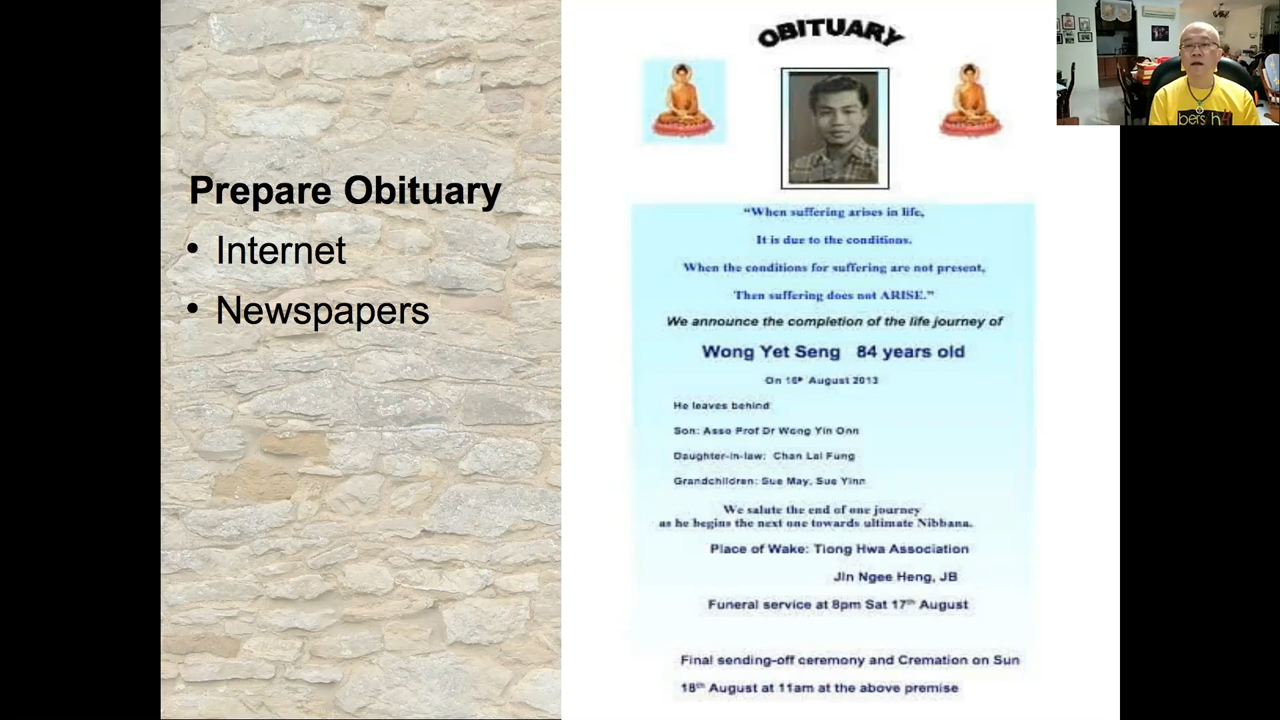 Prepare Obituary
• Internet
• Newspapers
OBITUARY
“When suffering arises in life,
It is due to the conditions.
When the conditions for suffering are not present,
Then suffering does not ARISE.”
We announce the completion of the life journey of
Wong Yet Seng 84 years old
On 16th August 2013
He leaves behind
Son: Asso Prof Dr Wong Yin Onn
Daughter-in-law: Chan Lai Fung
Grandchildren: Sue May, Sue Yinn
We salute the end of one journey
as he begins the next one towards ultimate Nibbana.
Place of Wake: Tiong Hwa Association
Jln Ngee Heng, JB
Funeral service at 8pm Sat 17th August
Final sending-off ceremony and Cremation on Sun
18th August at 11am at the above premise